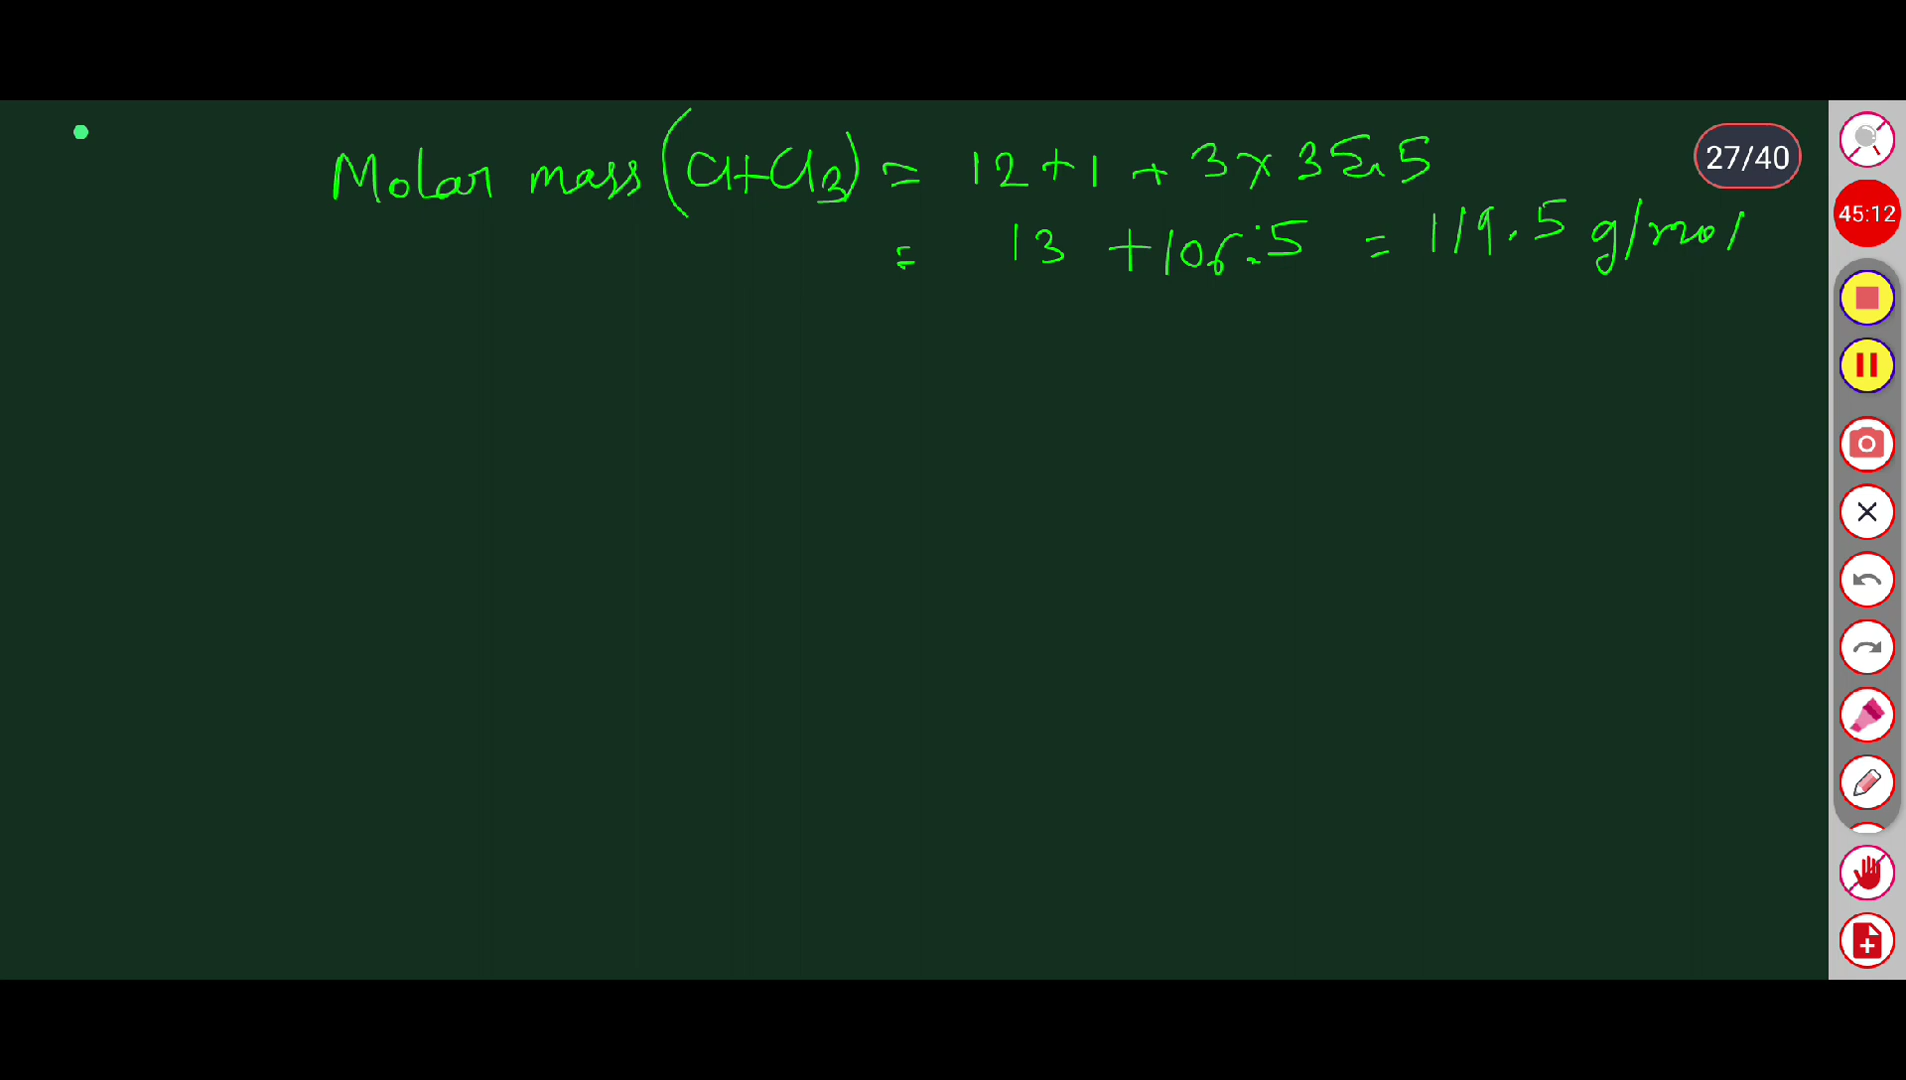 Molar mass (CHCl3) = 12 + 1 + 3 x 35.5
= 13 + 106.5 = 119.5 g/mol
27/40
45:12